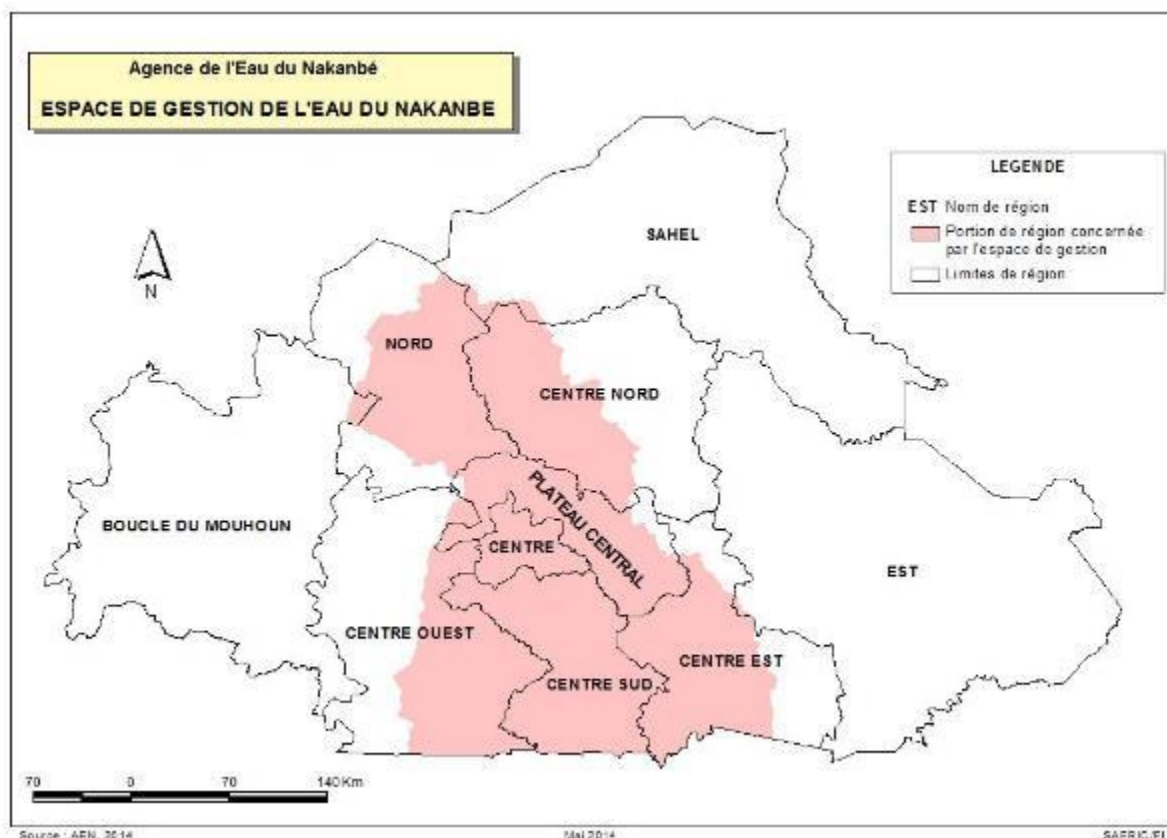 Agence de l'Eau du Nakanbé
ESPACE DE GESTION DE L'EAU DU NAKANBE
LEGENDE
EST Nom de région
Portion de région concernée
par l'espace de gestion
Limites de région
N
SAHEL
NORD
CENTRE NORD
BOUCLE DU MOUHOUN
PLATEAU CENTRAL
CENTRE
EST
CENTRE OUEST
CENTRE EST
CENTRE SUD
70 0 70 140 Km
Source : AEN, 2014
Mai 2014